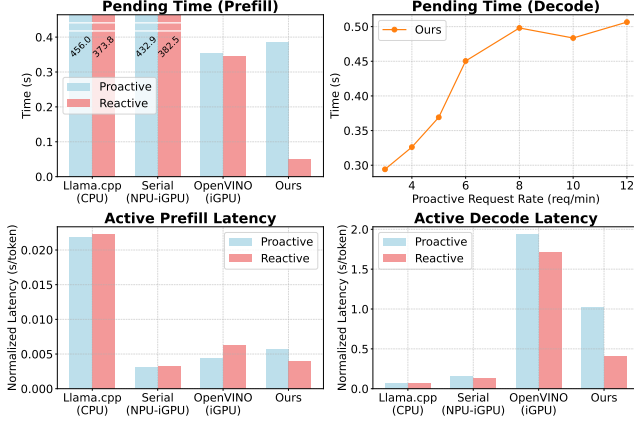 Pending Time (Prefill)
Time (s)
0.4
0.3
0.2
0.1
0.0
456.0
373.8
432.9
382.5
Proactive
Reactive
Llama.cpp
(CPU)
Serial
(NPU-iGPU)
OpenVINO
(iGPU)
Ours
Pending Time (Decode)
Time (s)
0.50
0.45
0.40
0.35
0.30
Ours
4
6
8
10
12
Proactive Request Rate (req/min)
Active Prefill Latency
Normalized Latency (s/token)
0.020
0.015
0.010
0.005
0.000
Proactive
Reactive
Llama.cpp
(CPU)
Serial
(NPU-iGPU)
OpenVINO
(iGPU)
Ours
Active Decode Latency
Normalized Latency (s/token)
2.0
1.5
1.0
0.5
0.0
Proactive
Reactive
Llama.cpp
(CPU)
Serial
(NPU-iGPU)
OpenVINO
(iGPU)
Ours